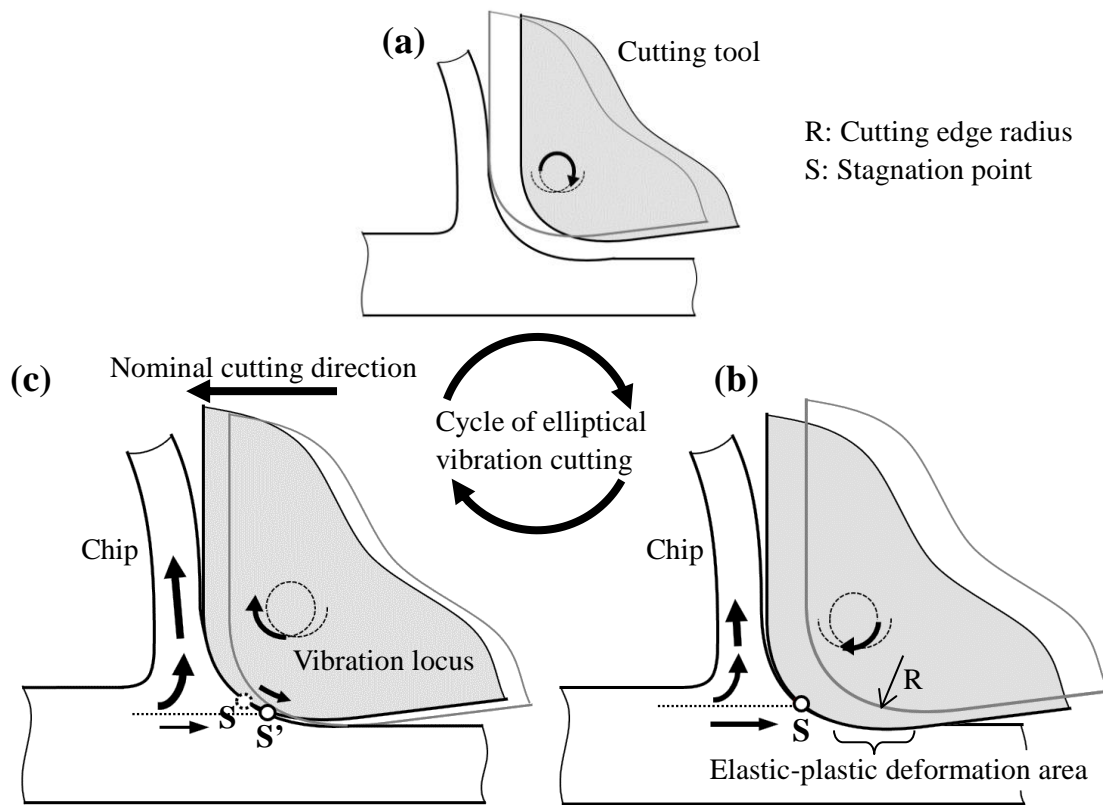 (a)
Cutting tool
R: Cutting edge radius
S: Stagnation point
(c)
Nominal cutting direction
Cycle of elliptical
vibration cutting
(b)
Chip
Vibration locus
S
S'
Chip
R
S
Elastic-plastic deformation area